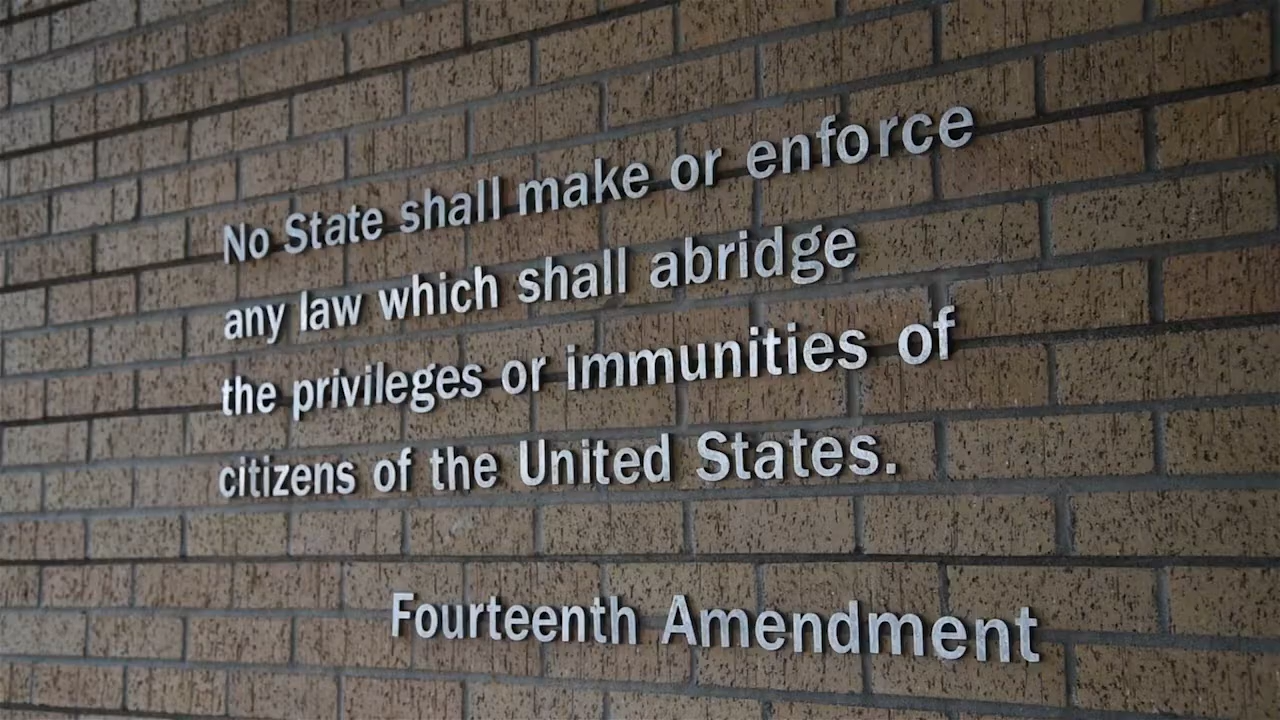 No State shall make or enforce
any law which shall abridge
the privileges or immunities of
citizens of the United States.
Fourteenth Amendment